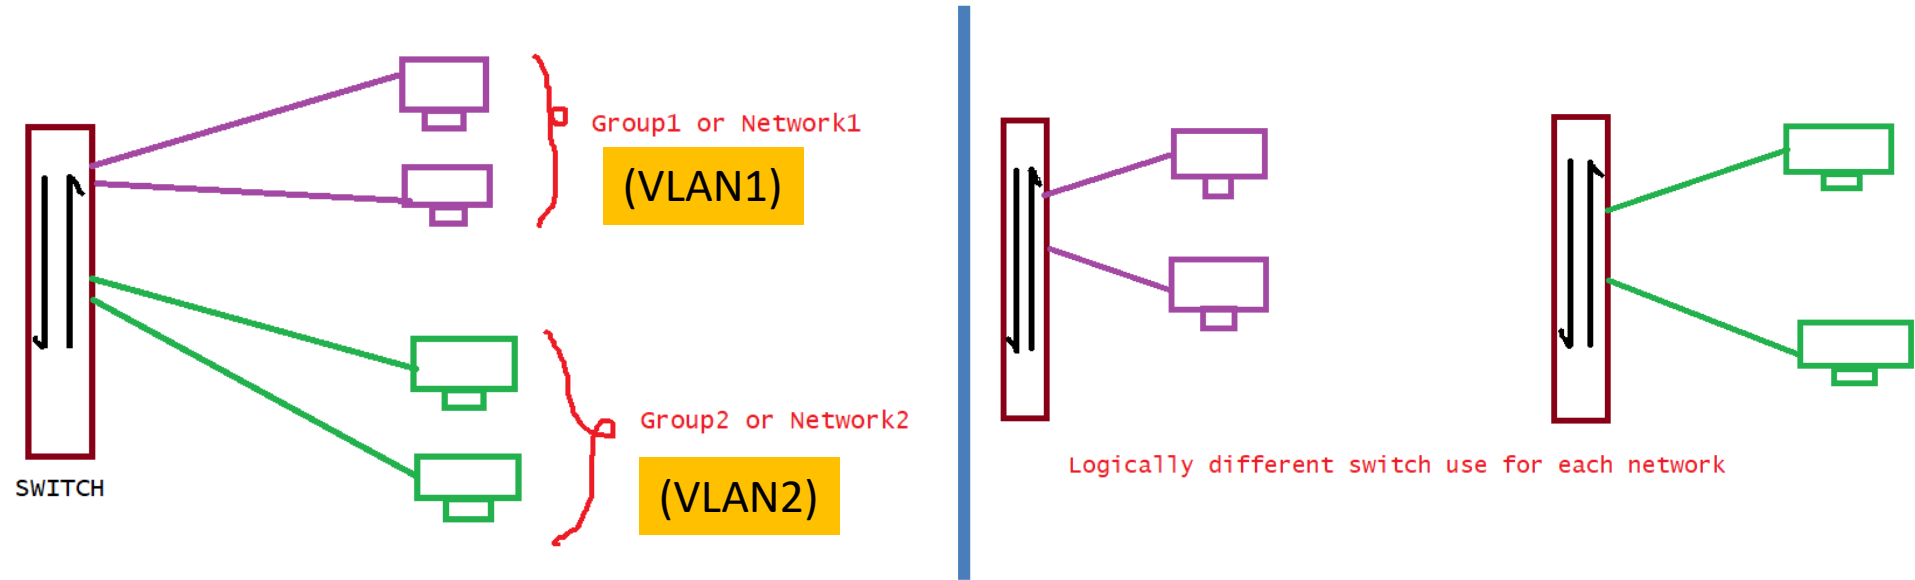 Group1 or Network1
(VLAN1)
Group2 or Network2
(VLAN2)
SWITCH
Logically different switch use for each network